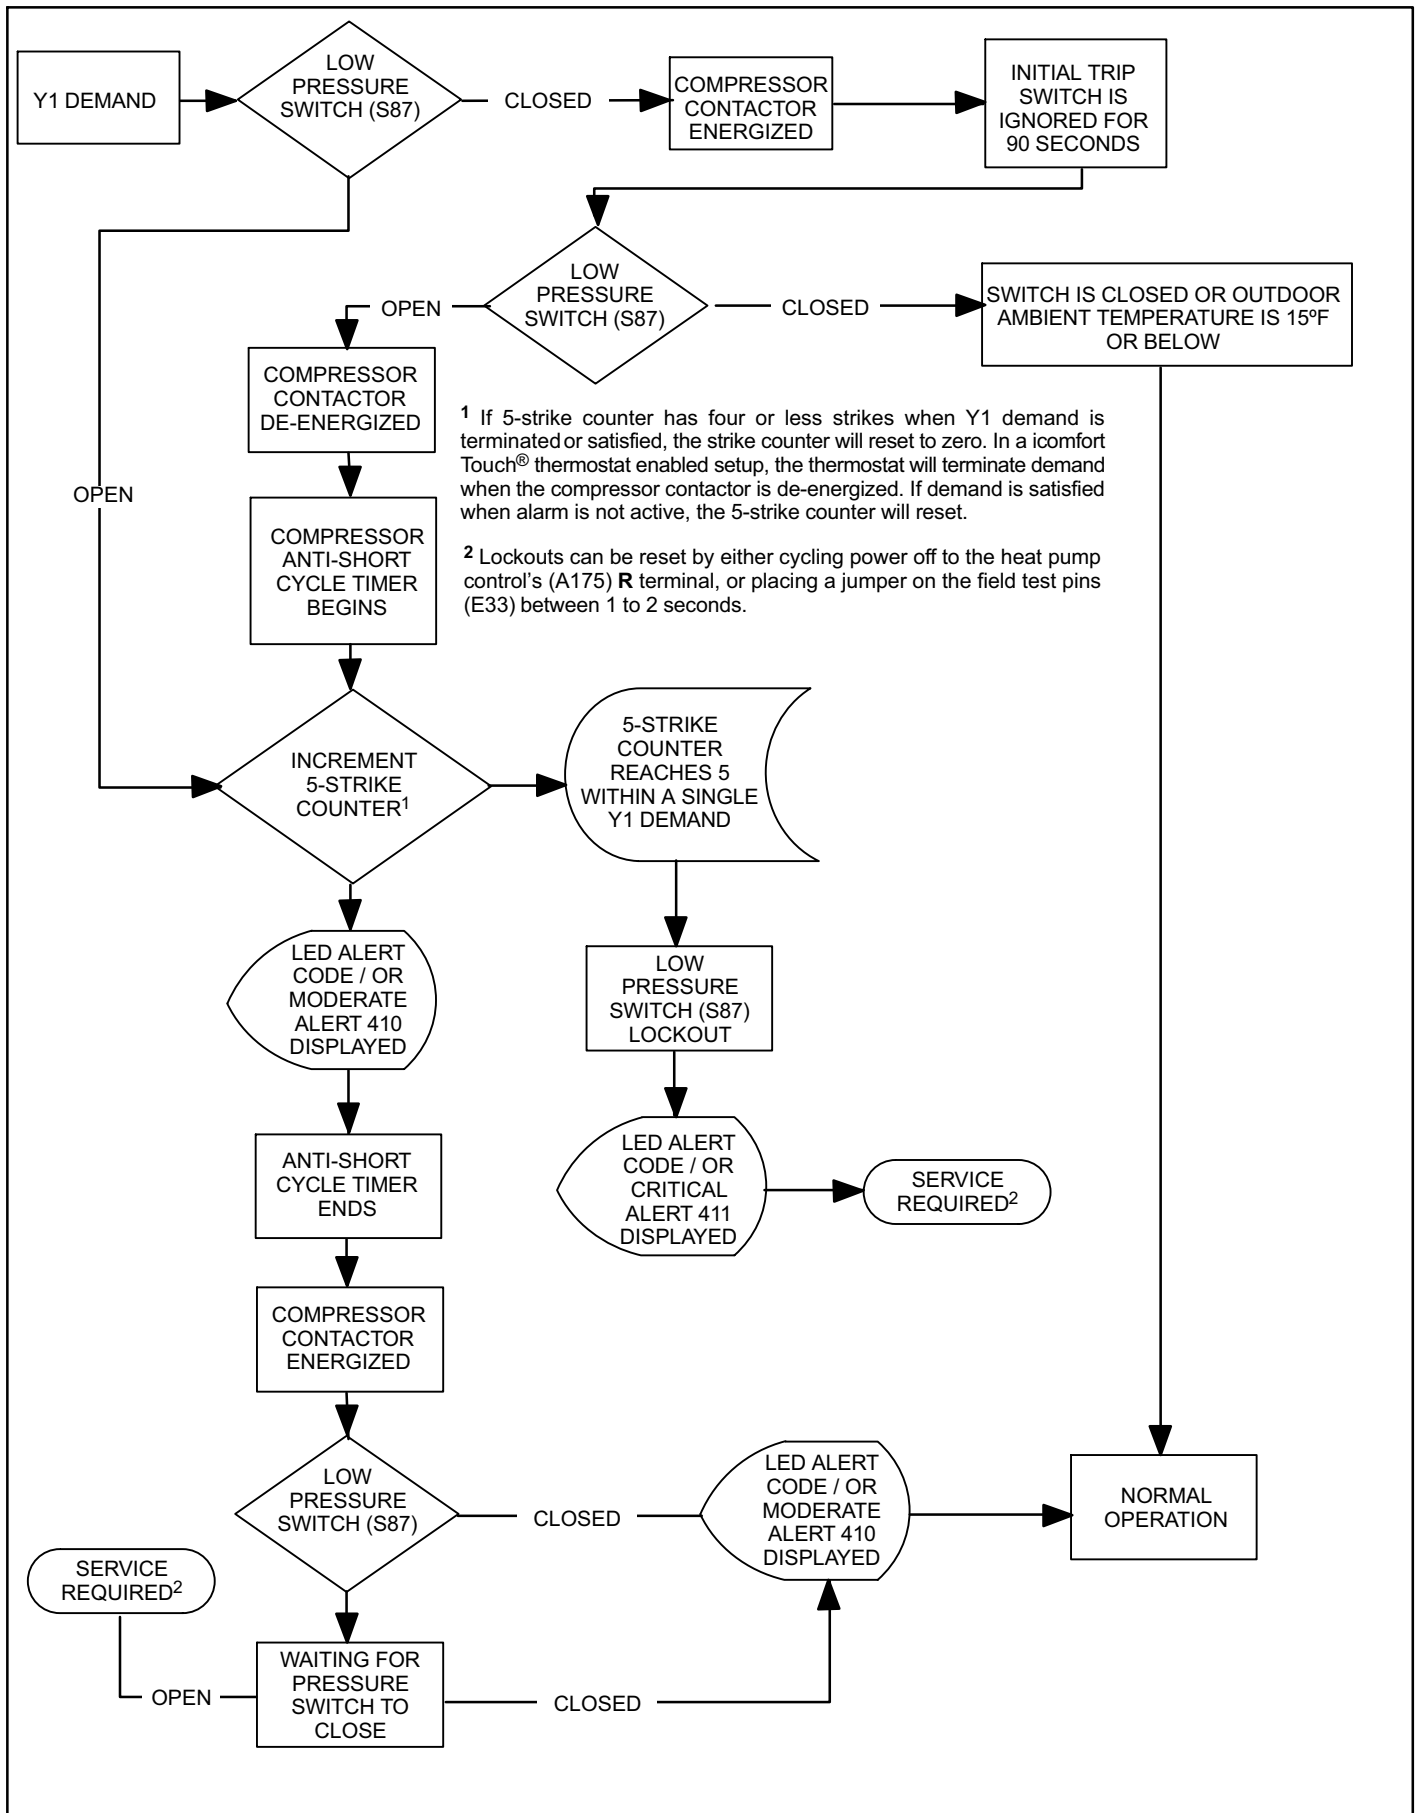 Y1 DEMAND
LOW
PRESSURE
SWITCH (S87)
CLOSED
COMPRESSOR
CONTACTOR
ENERGIZED
INITIAL TRIP
SWITCH IS
IGNORED FOR
90 SECONDS
LOW
PRESSURE
SWITCH (S87)
OPEN
CLOSED
SWITCH IS CLOSED OR OUTDOOR
AMBIENT TEMPERATURE IS 15ºF
OR BELOW
COMPRESSOR
CONTACTOR
DE-ENERGIZED
1 If 5-strike counter has four or less strikes when Y1 demand is
terminated or satisfied, the strike counter will reset to zero. In a icomfort
Touch® thermostat enabled setup, the thermostat will terminate demand
when the compressor contactor is de-energized. If demand is satisfied
when alarm is not active, the 5-strike counter will reset.
2 Lockouts can be reset by either cycling power off to the heat pump
control's (A175) R terminal, or placing a jumper on the field test pins
(E33) between 1 to 2 seconds.
OPEN
COMPRESSOR
ANTI-SHORT
CYCLE TIMER
BEGINS
INCREMENT
5-STRIKE
COUNTER1
5-STRIKE
COUNTER
REACHES 5
WITHIN A SINGLE
Y1 DEMAND
LED ALERT
CODE / OR
MODERATE
ALERT 410
DISPLAYED
LOW
PRESSURE
SWITCH (S87)
LOCKOUT
ANTI-SHORT
CYCLE TIMER
ENDS
LED ALERT
CODE / OR
CRITICAL
ALERT 411
DISPLAYED
SERVICE
REQUIRED2
COMPRESSOR
CONTACTOR
ENERGIZED
LOW
PRESSURE
SWITCH (S87)
CLOSED
LED ALERT
CODE / OR
MODERATE
ALERT 410
DISPLAYED
NORMAL
OPERATION
SERVICE
REQUIRED2
OPEN
WAITING FOR
PRESSURE
SWITCH TO
CLOSE
CLOSED